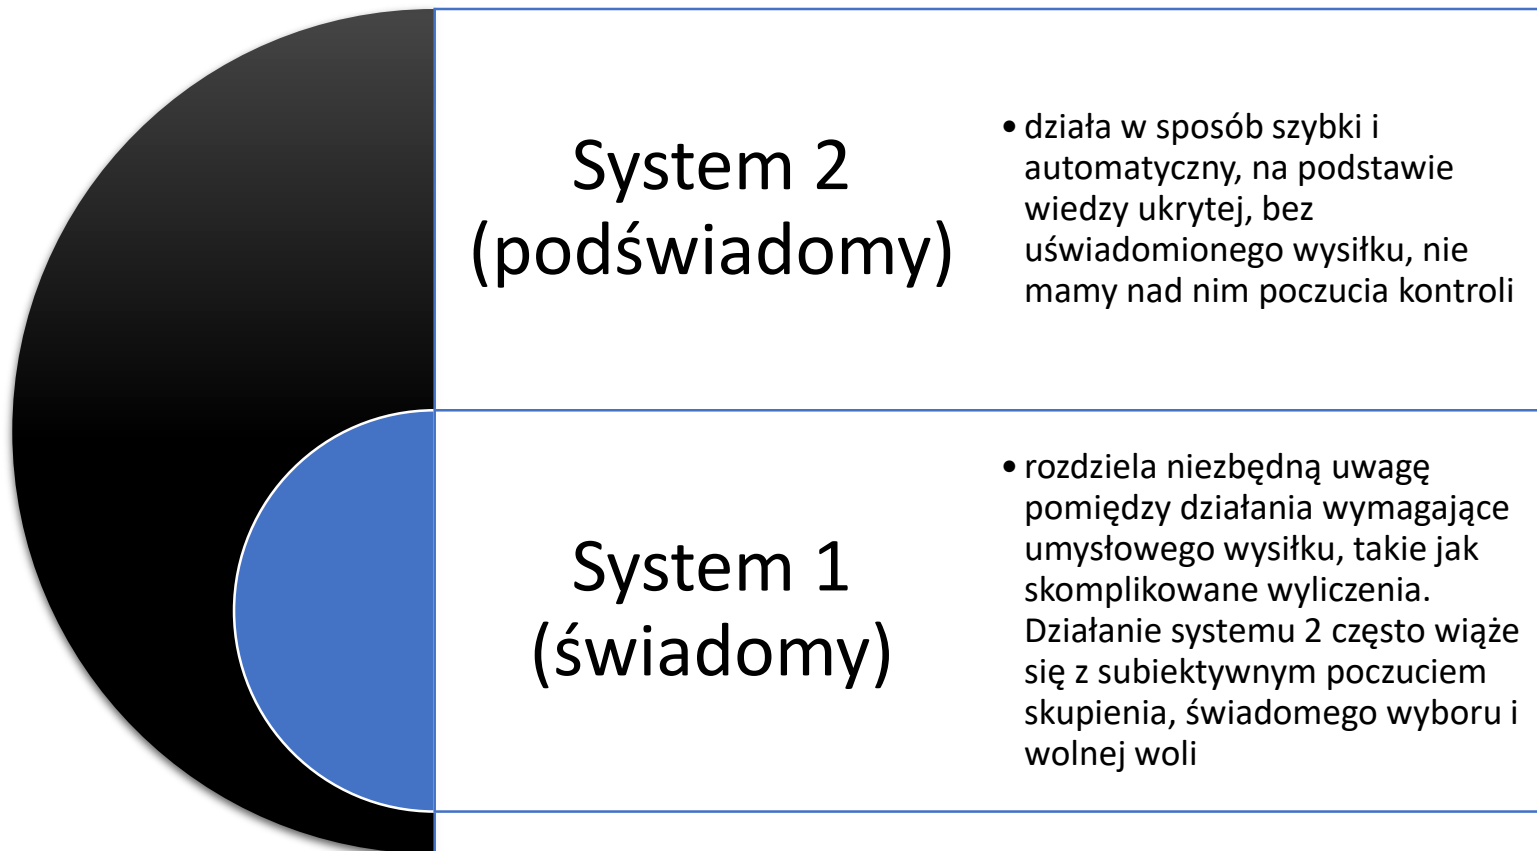 System 2
(podświadomy)
• działa w sposób szybki i
automatyczny, na podstawie
wiedzy ukrytej, bez
uświadomionego wysiłku, nie
mamy nad nim poczucia kontroli
System 1
(świadomy)
• rozdziela niezbędną uwagę
pomiędzy działania wymagające
umysłowego wysiłku, takie jak
skomplikowane wyliczenia.
Działanie systemu 2 często wiąże
się z subiektywnym poczuciem
skupienia, świadomego wyboru i
wolnej woli